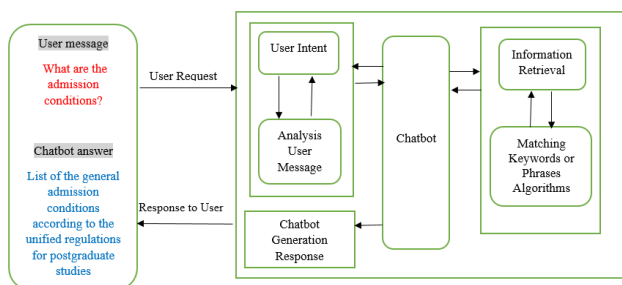 User message
What are the
admission
conditions?
Chatbot answer
List of the general
admission
conditions
according to the
unified regulations
for postgraduate
studies
User Request
Response to User
User Intent
Analysis
User
Message
Chatbot
Generation
Response
Chatbot
Information
Retrieval
Matching
Keywords or
Phrases
Algorithms